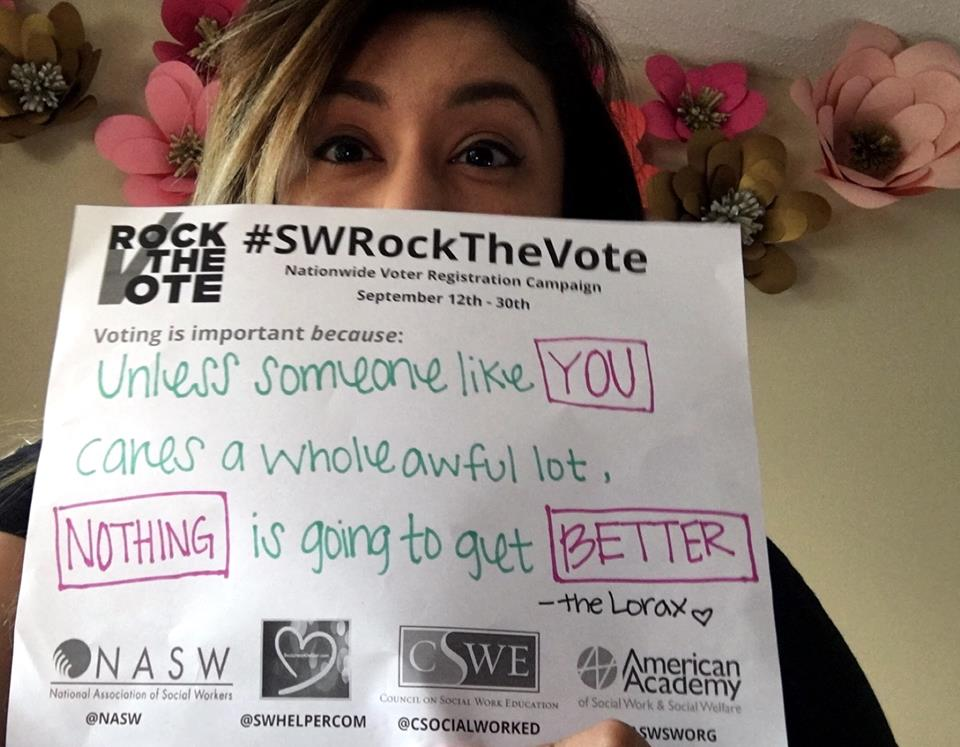 ROCK
THE
VOTE
#SWRockTheVote
Nationwide Voter Registration Campaign
September 12th - 30th
Voting is important because:
Unless someone like YOU
cares a whole awful lot,
NOTHING is going to get BETTER
- the Lorax
NASW
National Association of Social Workers
@NASW
@SWHELPERCOM
CSWE
COUNCIL ON SOCIAL WORK EDUCATION
@CSOCIALWORKED
American
Academy
of Social Work & Social Welfare
SWSWORG